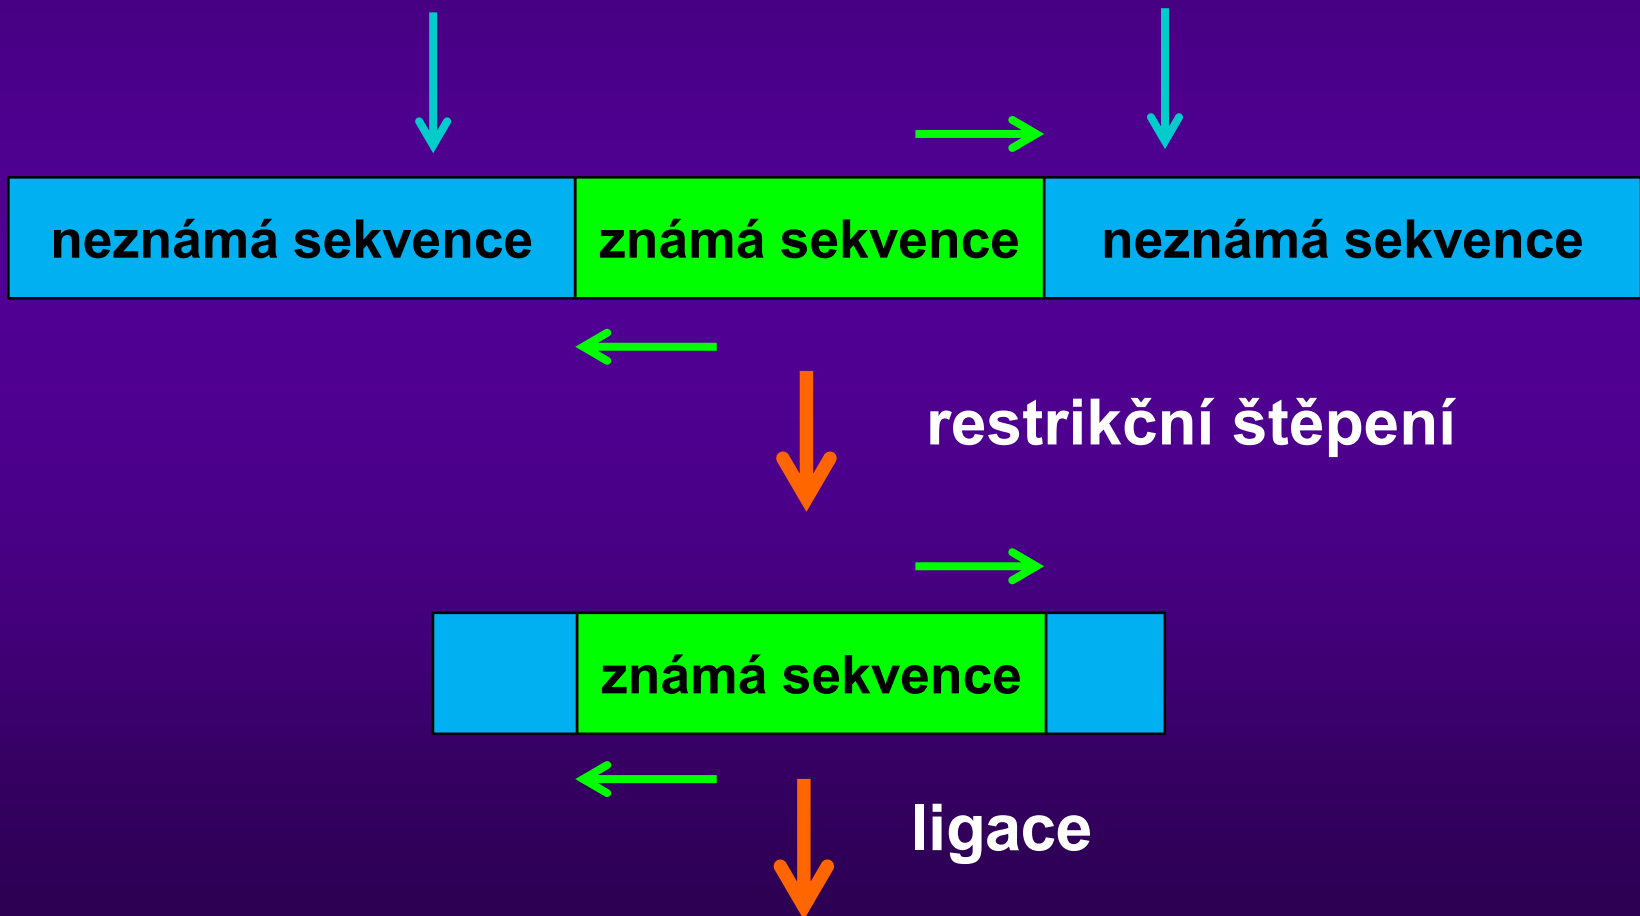 neznámá sekvence známá sekvence neznámá sekvence
restrikční štěpení
známá sekvence
ligace